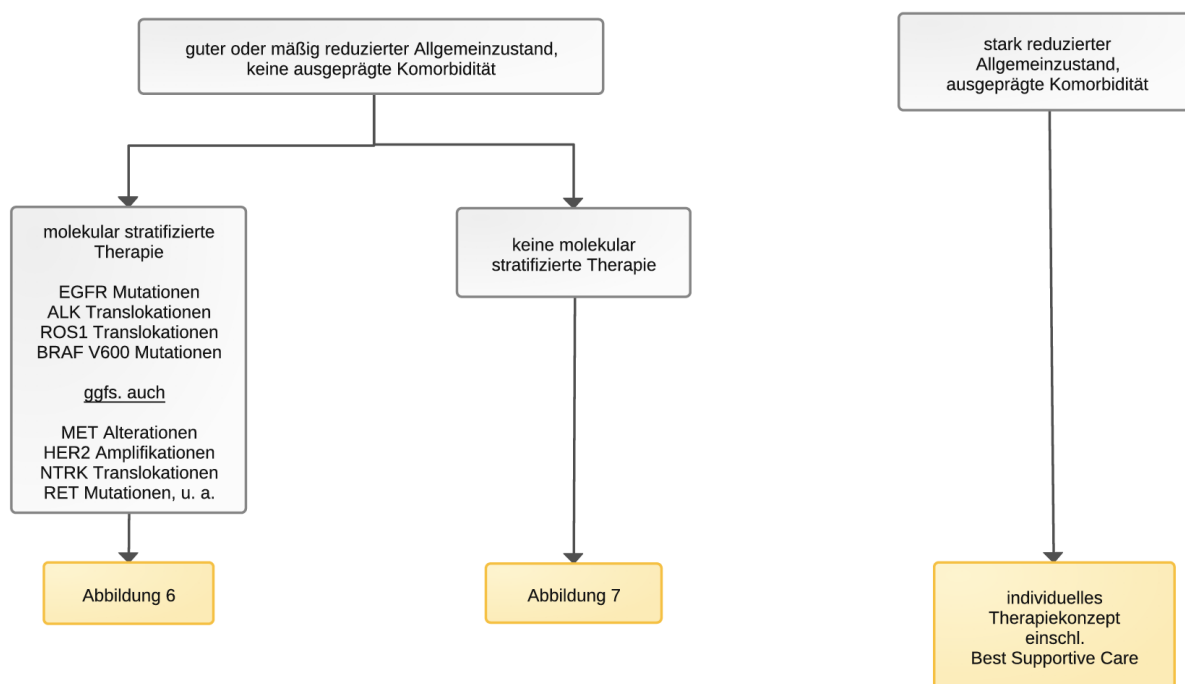 guter oder mäßig reduzierter Allgemeinzustand,
keine ausgeprägte Komorbidität
stark reduzierter
Allgemeinzustand,
ausgeprägte Komorbidität
molekular stratifizierte
Therapie
EGFR Mutationen
ALK Translokationen
ROS1 Translokationen
BRAF V600 Mutationen
ggfs. auch
MET Alterationen
HER2 Amplifikationen
NTRK Translokationen
RET Mutationen, u. a.
keine molekular
stratifizierte Therapie
Abbildung 6
Abbildung 7
individuelles
Therapiekonzept
einschl.
Best Supportive Care